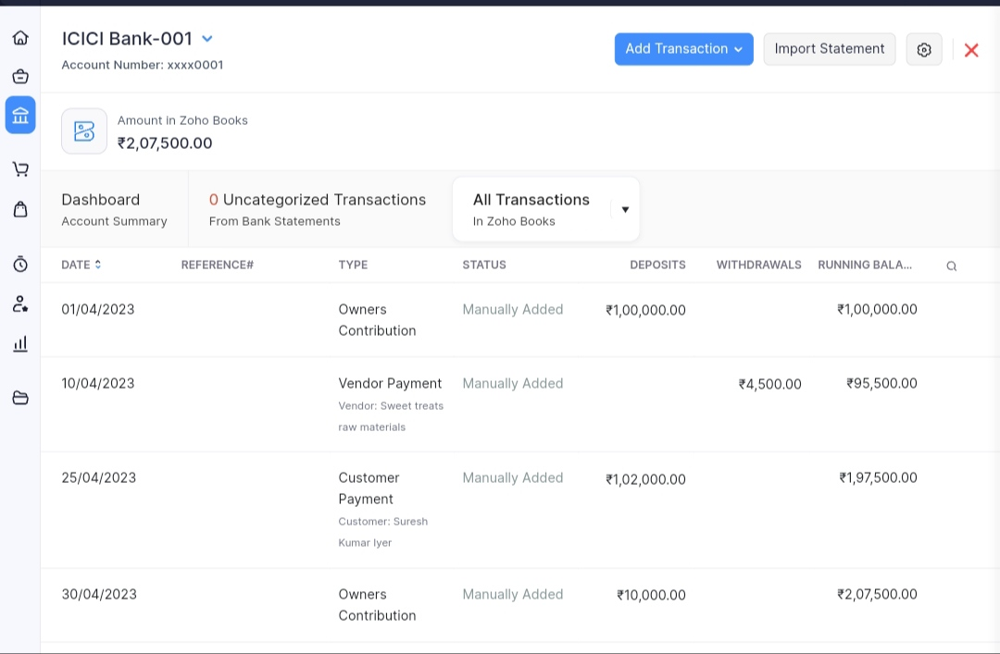 ICICI Bank-001
Account Number: xxxx0001
Add Transaction
Import Statement
Amount in Zoho Books
₹2,07,500.00
Dashboard
Account Summary
0 Uncategorized Transactions
From Bank Statements
All Transactions
In Zoho Books
DATE REFERENCE# TYPE STATUS DEPOSITS WITHDRAWALS RUNNING BALA...
01/04/2023 Owners Manually Added ₹1,00,000.00 ₹1,00,000.00
Contribution
10/04/2023 Vendor Payment Manually Added ₹4,500.00 ₹95,500.00
Vendor: Sweet treats
raw materials
25/04/2023 Customer Manually Added ₹1,02,000.00 ₹1,97,500.00
Payment
Customer: Suresh
Kumar Iyer
30/04/2023 Owners Manually Added ₹10,000.00 ₹2,07,500.00
Contribution